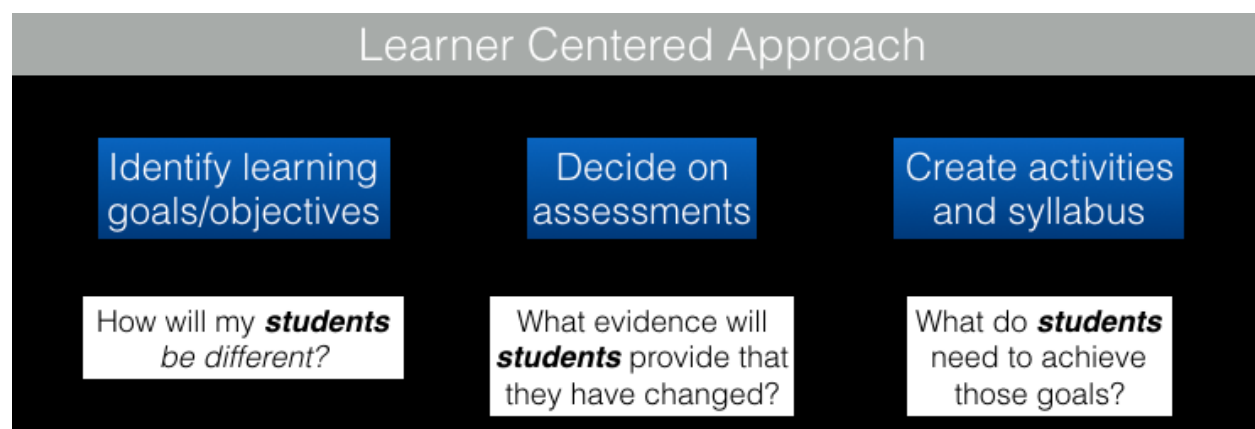 Learner Centered Approach
Identify learning
goals/objectives
How will my students
be different?
Decide on
assessments
What evidence will
students provide that
they have changed?
Create activities
and syllabus
What do students
need to achieve
those goals?